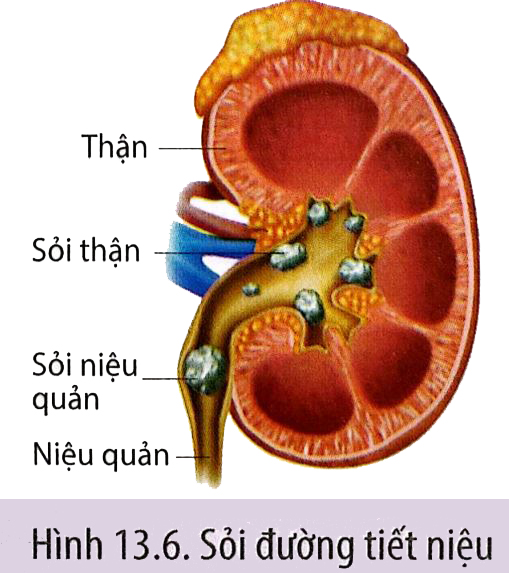 Thận
Sỏi thận
Sỏi niệu
quản
Niệu quản
Hình 13.6. Sỏi đường tiết niệu